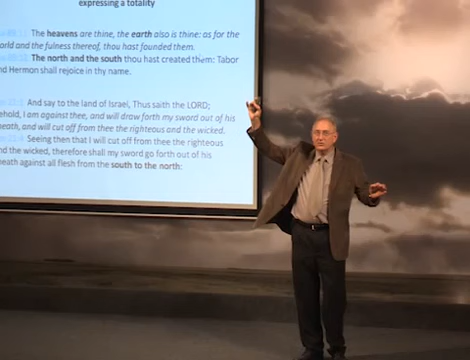 expressing a totality
The heavens are thine, the earth also is thine: as for the
world and the fulness thereof, thou hast founded them.
The north and the south thou hast created them: Tabor
and Hermon shall rejoice in thy name.
And say to the land of Israel, Thus saith the LORD;
ehold, I am against thee, and will draw forth my sword out of his
heath, and will cut off from thee the righteous and the wicked.
Seeing then that I will cut off from thee the righteous
nd the wicked, therefore shall my sword go forth out of his
heath against all flesh from the south to the north: